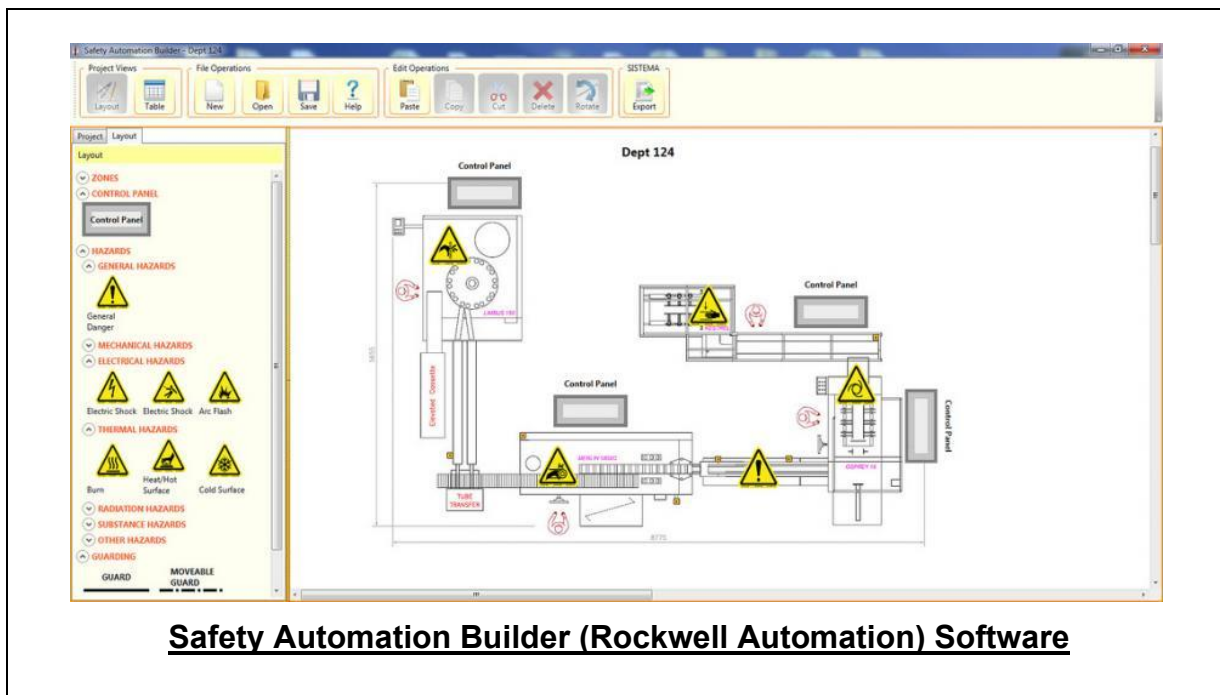 Safety Automation Builder - Dept 124
Project Views
File Operations
Edit Operations
SISTEMA
Layout
Table
New
Open
Save
Help
Paste
Copy
Cut
Delete
Rotate
Export
Project
Layout
Layout
ZONES
CONTROL PANEL
Control Panel
HAZARDS
GENERAL HAZARDS
General
Danger
MECHANICAL HAZARDS
ELECTRICAL HAZARDS
Electric Shock
Electric Shock
Arc Flash
THERMAL HAZARDS
Burn
Heat/Hot
Surface
Cold Surface
RADIATION HAZARDS
SUBSTANCE HAZARDS
OTHER HAZARDS
GUARDING
GUARD
MOVEABLE
GUARD
Dept 124
Control Panel
Control Panel
Control Panel
Control Panel
KESTREL
Elevated Cassette
TUBE
TRANSFER
8770
Safety Automation Builder (Rockwell Automation) Software